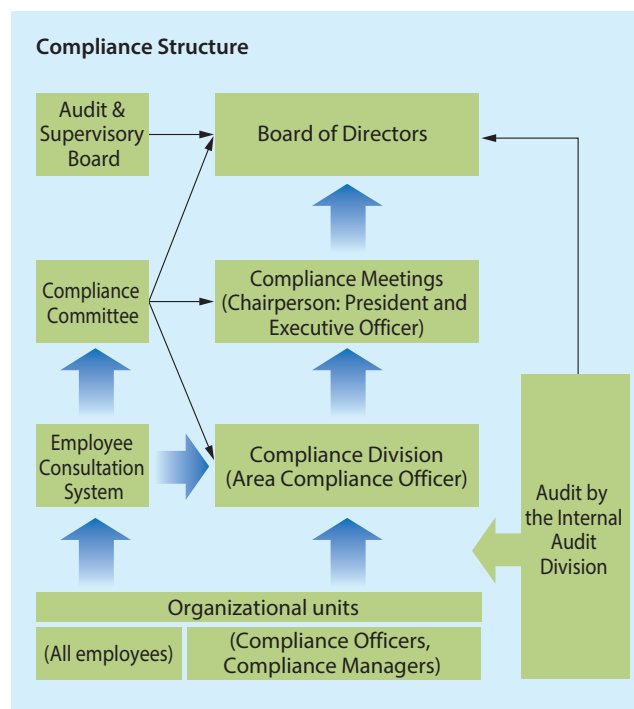 Compliance Structure
Audit &
Supervisory
Board
Board of Directors
Compliance
Committee
Compliance Meetings
(Chairperson: President and
Executive Officer)
Employee
Consultation
System
Compliance Division
(Area Compliance Officer)
Audit by
the Internal
Audit
Division
Organizational units
(All employees)
(Compliance Officers,
Compliance Managers)